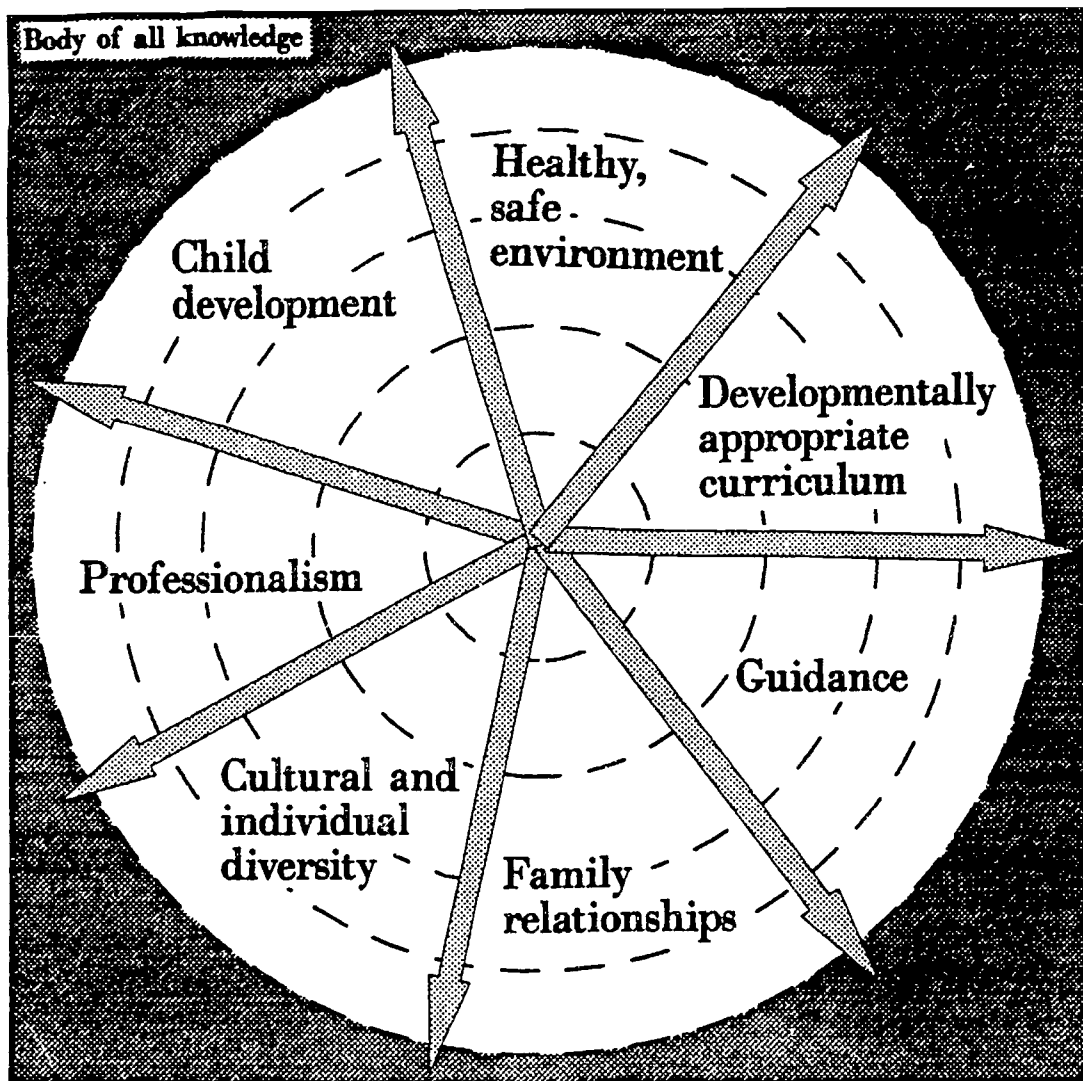 Body of all knowledge
Healthy,
safe
environment
Child
development
Developmentally
appropriate
curriculum
Professionalism
Guidance
Cultural and
individual
diversity
Family
relationships